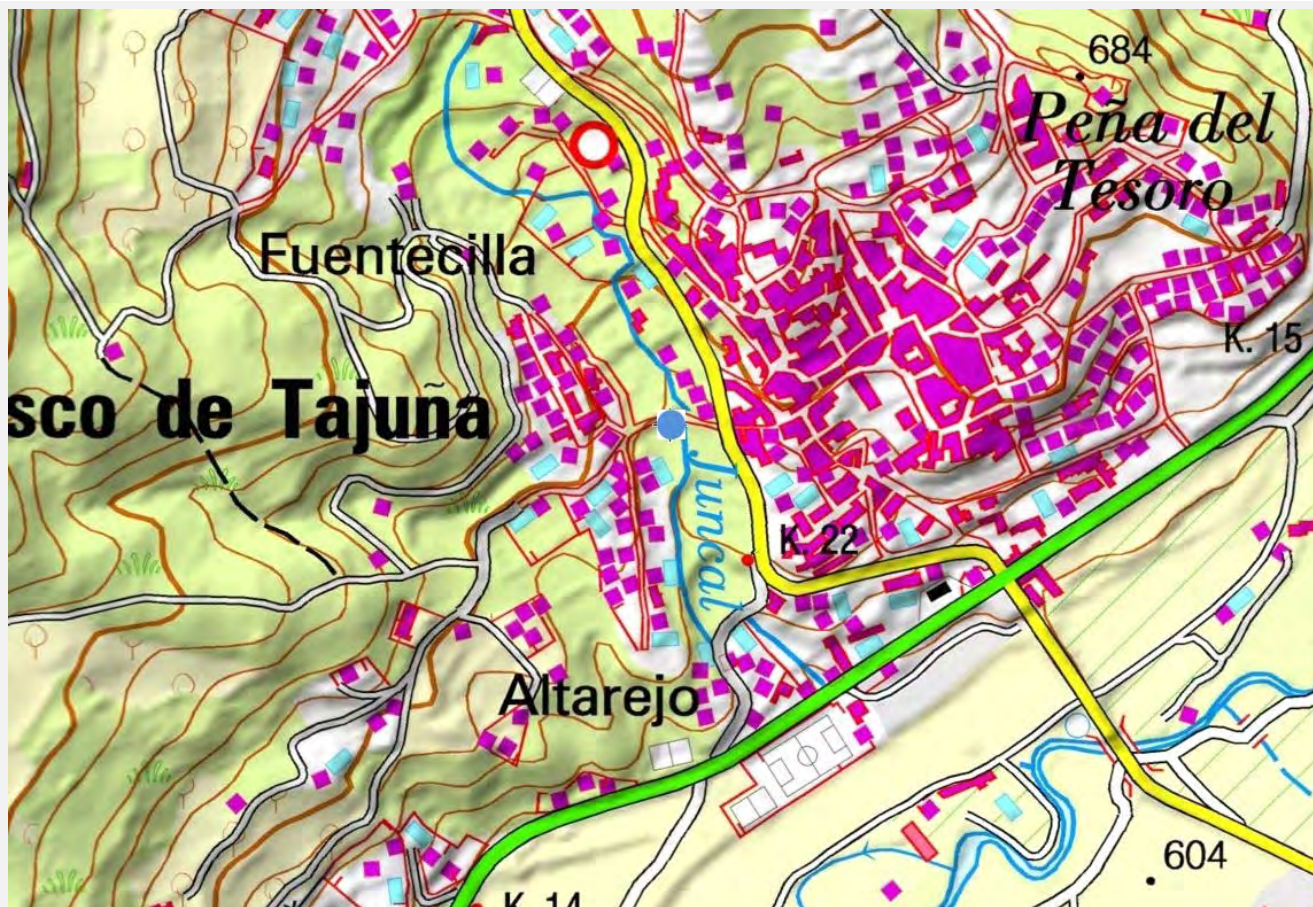 684
Peña del
Tesoro
Fuentecilla
K. 15
sco de Tajuña
Juncal
K. 22
Altarejo
604
K. 14